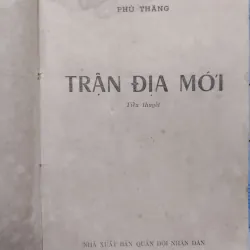 PHÙ THĂNG
TRẬN ĐỊA MỚI
Tiểu thuyết
NHÀ XUẤT BẢN QUÂN ĐỘI NHÂN DÂN